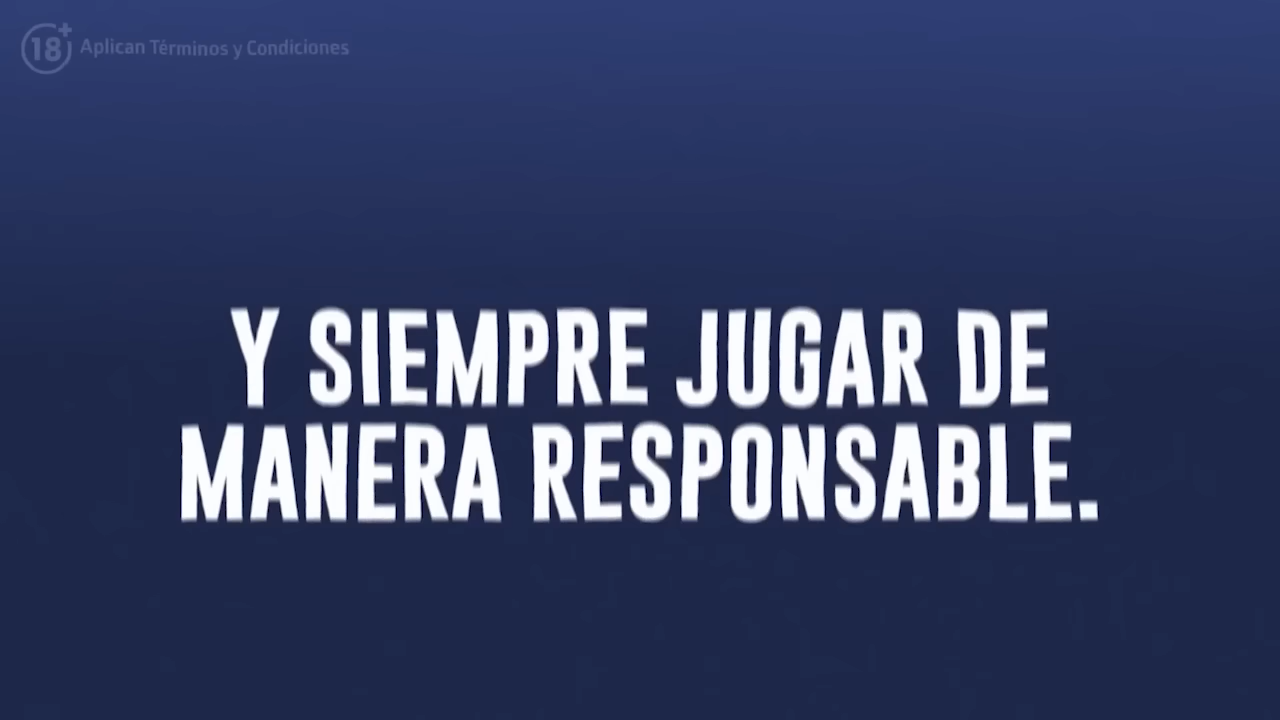 18+ Aplican Términos y Condiciones
Y SIEMPRE JUGAR DE
MANERA RESPONSABLE.